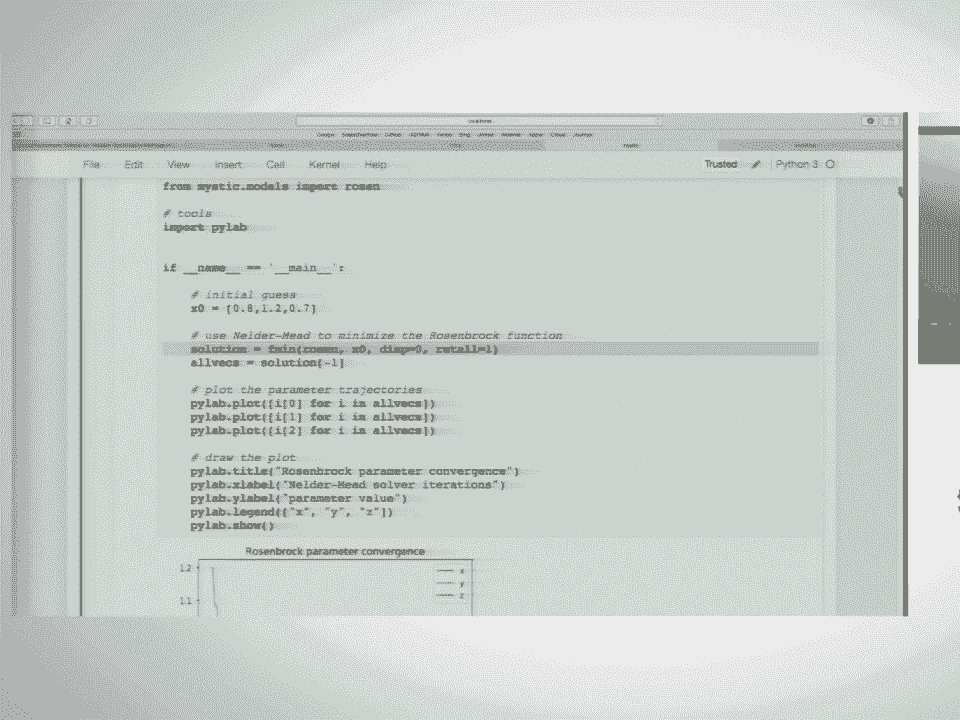 localhost
File Edit View Insert Cell Kernel Help Trusted Python 3
from mystic.models import rosen
# tools
import pylab
if __name__ == '__main__':
# initial guess
x0 = [0.8,1.2,0.7]
# use Nelder-Mead to minimize the Rosenbrock function
solution = fmin(rosen, x0, disp=0, retall=1)
allvecs = solution[-1]
# plot the parameter trajectories
pylab.plot([i[0] for i in allvecs])
pylab.plot([i[1] for i in allvecs])
pylab.plot([i[2] for i in allvecs])
# draw the plot
pylab.title("Rosenbrock parameter convergence")
pylab.xlabel("Nelder-Mead solver iterations")
pylab.ylabel("parameter value")
pylab.legend(["x", "y", "z"])
pylab.show()
Rosenbrock parameter convergence
1.2
x
y
z
1.1